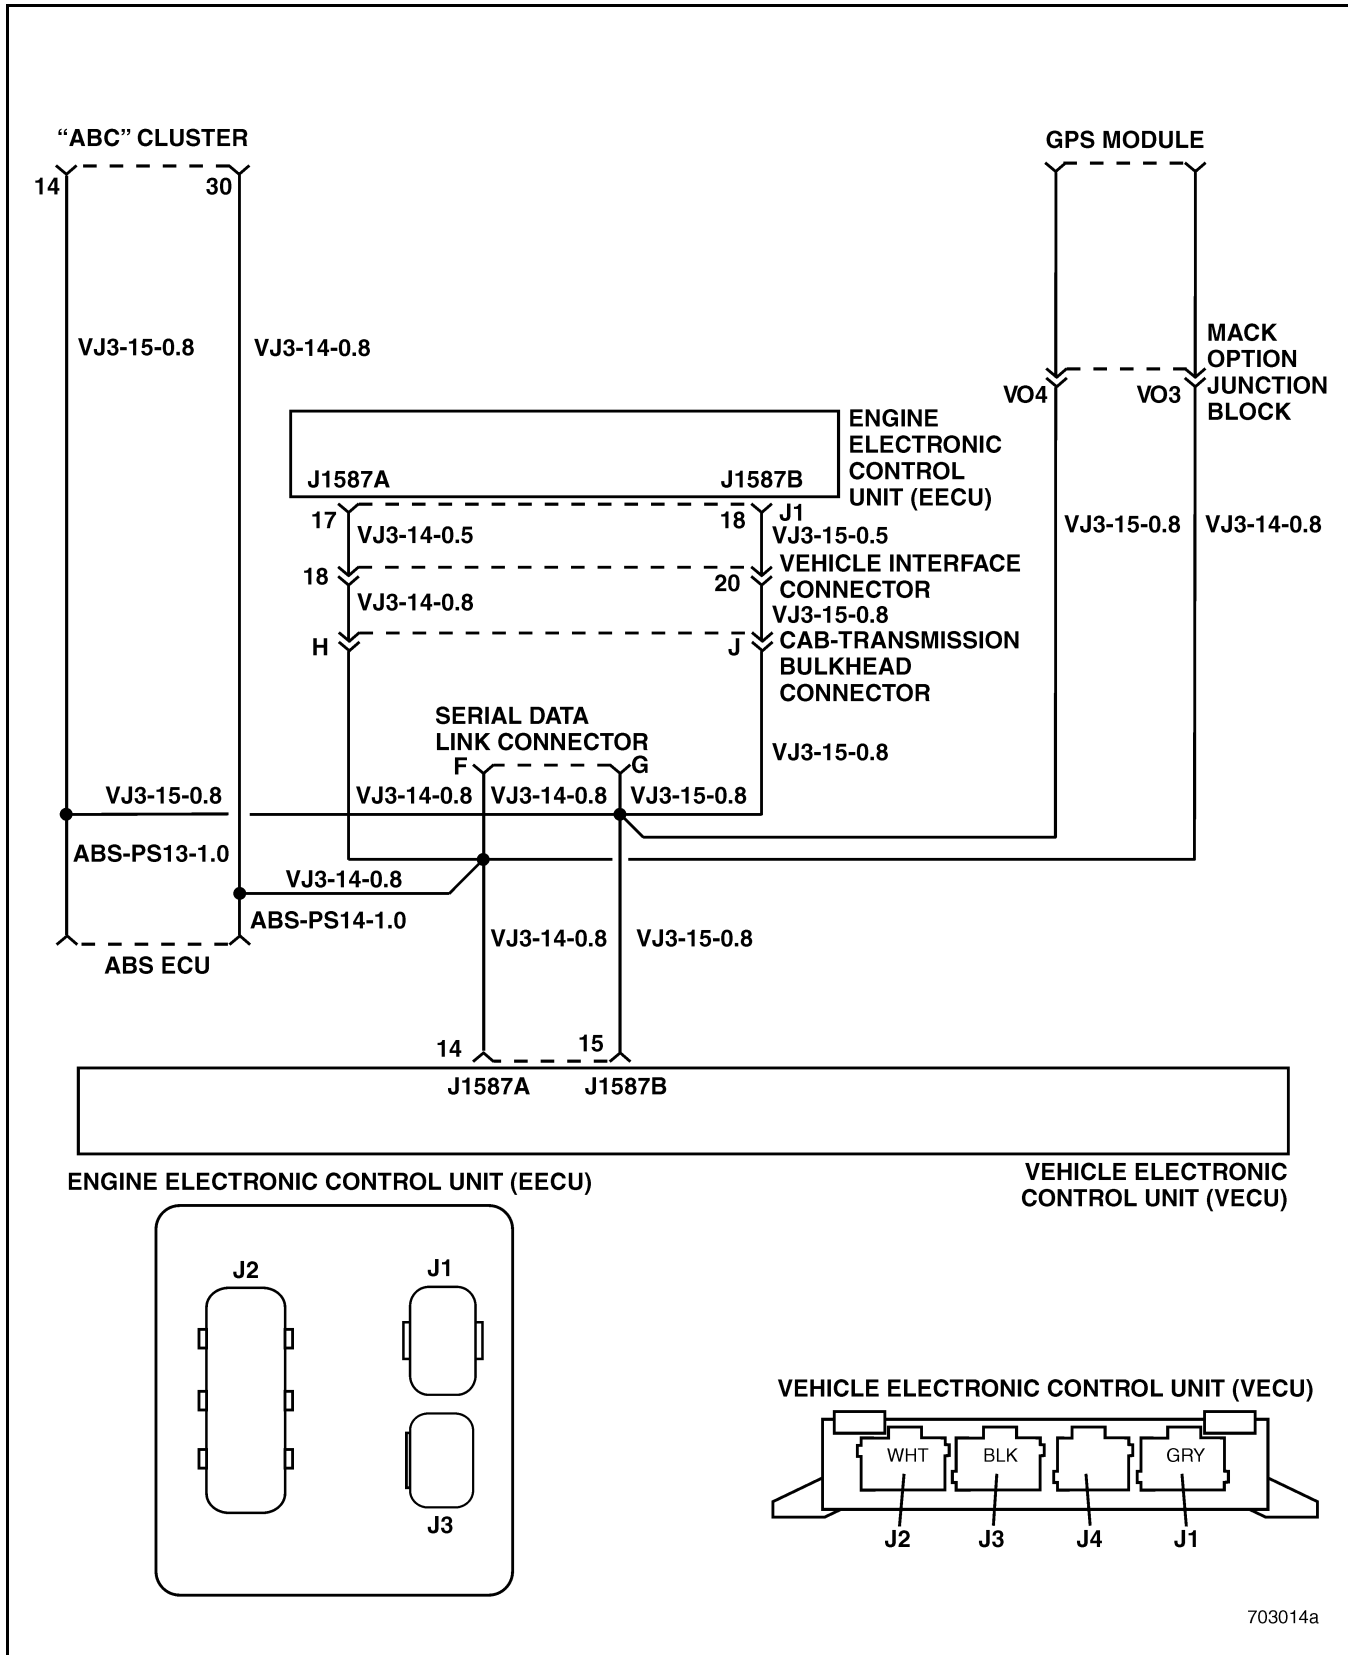 “ABC” CLUSTER
GPS MODULE
14
30
VJ3-15-0.8
VJ3-14-0.8
MACK
OPTION
JUNCTION
BLOCK
VO4
VO3
ENGINE
ELECTRONIC
CONTROL
UNIT (EECU)
J1587A
J1587B
17
18
J1
VJ3-14-0.5
VJ3-15-0.5
VJ3-15-0.8
VJ3-14-0.8
18
20
VEHICLE INTERFACE
CONNECTOR
VJ3-14-0.8
VJ3-15-0.8
H
J
CAB-TRANSMISSION
BULKHEAD
CONNECTOR
SERIAL DATA
LINK CONNECTOR
F
G
VJ3-15-0.8
VJ3-15-0.8
VJ3-14-0.8
VJ3-14-0.8
VJ3-15-0.8
ABS-PS13-1.0
VJ3-14-0.8
ABS-PS14-1.0
VJ3-14-0.8
VJ3-15-0.8
ABS ECU
14
15
J1587A
J1587B
ENGINE ELECTRONIC CONTROL UNIT (EECU)
VEHICLE ELECTRONIC
CONTROL UNIT (VECU)
J2
J1
J3
VEHICLE ELECTRONIC CONTROL UNIT (VECU)
WHT
BLK
GRY
J2
J3
J4
J1
703014a